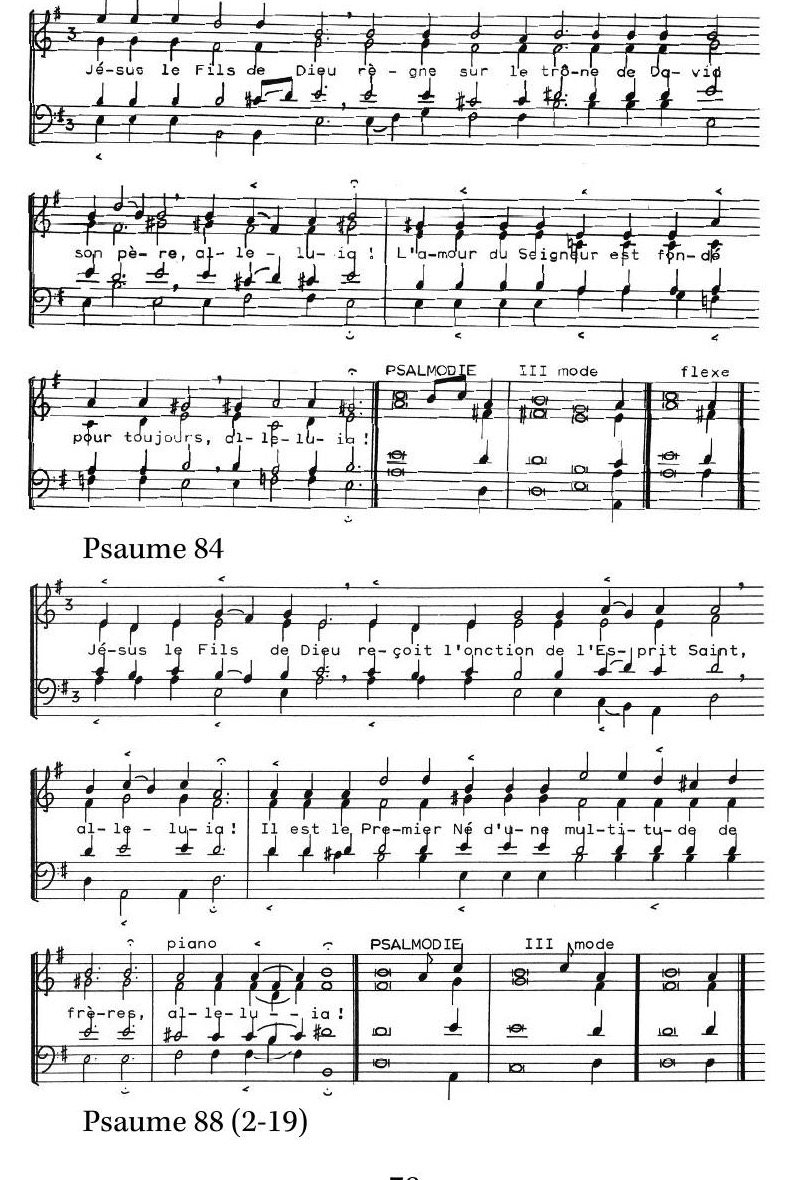 Jé-sus le Fils de Dieu rè - gne sur le trô-ne de Da-vid
son pè- re, al- le - lu- ia ! L'a-mour du Seigneur est fon-dé
PSALMODIE III mode flexe
pour toujours, al-le-lu- ia !
Psaume 84
Jé-sus le Fils de Dieu re-çoit l'onction de l'Es- prit Saint,
al-le - lu-ia! Il est le Pre-mier Né d'u-ne mul-ti-tu-de de
piano PSALMODIE III mode
frè-res, al-le-lu - - ia !
Psaume 88 (2-19)